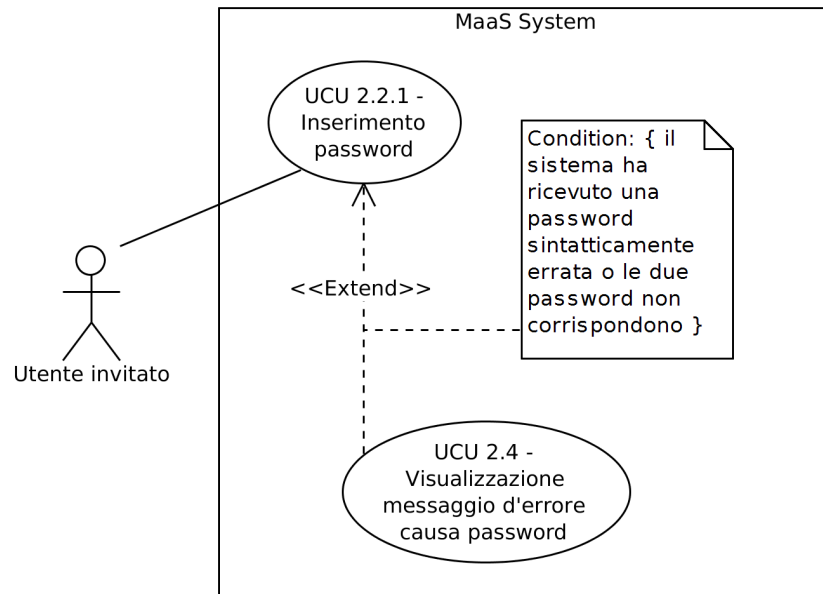 MaaS System
UCU 2.2.1 -
Inserimento
password
Condition: { il
sistema ha
ricevuto una
password
sintatticamente
errata o le due
password non
corrispondono }
<<Extend>>
Utente invitato
UCU 2.4 -
Visualizzazione
messaggio d'errore
causa password